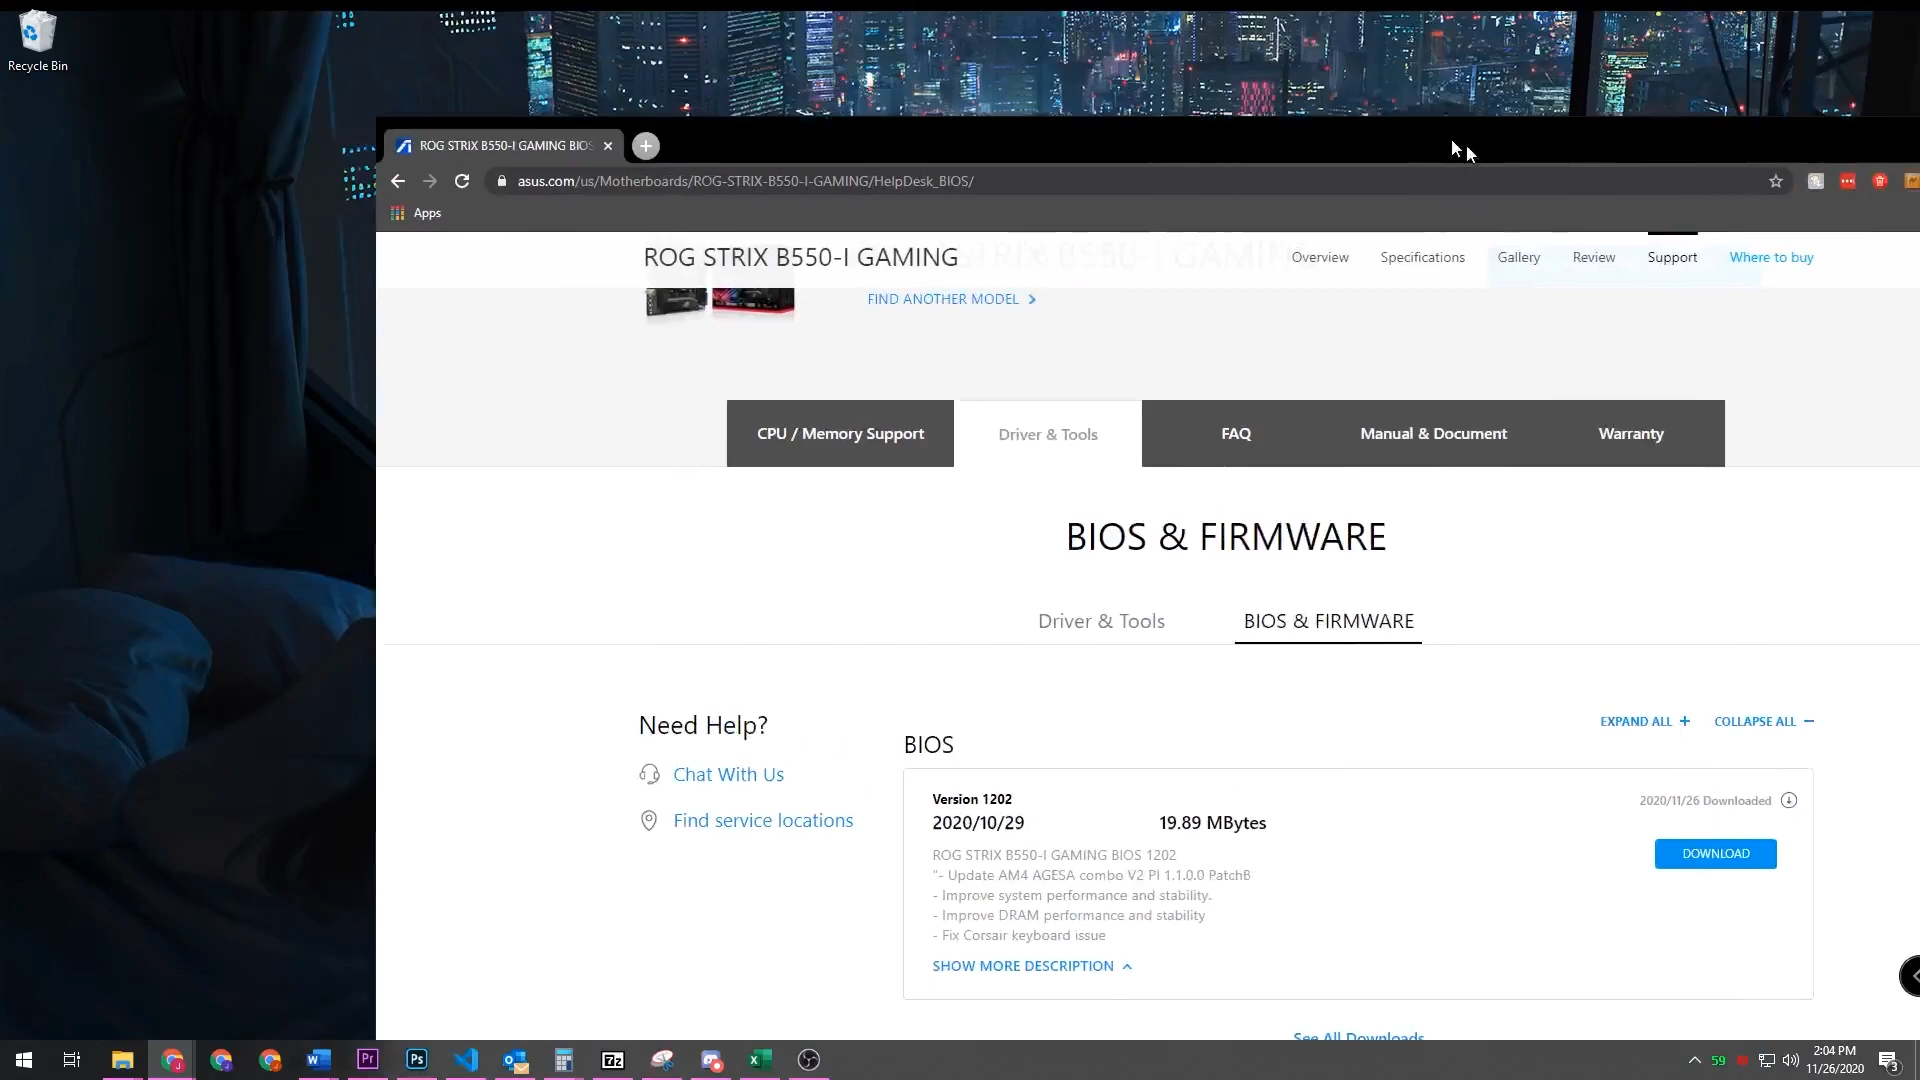 Recycle Bin
ROG STRIX B550-I GAMING BIOS
asus.com/us/Motherboards/ROG-STRIX-B550-I-GAMING/HelpDesk_BIOS/
Apps
ROG STRIX B550-I GAMING
Overview
Specifications
Gallery
Review
Support
Where to buy
FIND ANOTHER MODEL
CPU / Memory Support
Driver & Tools
FAQ
Manual & Document
Warranty
BIOS & FIRMWARE
Driver & Tools
BIOS & FIRMWARE
Need Help?
Chat With Us
Find service locations
EXPAND ALL +
COLLAPSE ALL −
BIOS
Version 1202
2020/10/29
19.89 MBytes
2020/11/26 Downloaded
DOWNLOAD
ROG STRIX B550-I GAMING BIOS 1202
"- Update AM4 AGESA combo V2 PI 1.1.0.0 PatchB
- Improve system performance and stability.
- Improve DRAM performance and stability
- Fix Corsair keyboard issue
SHOW MORE DESCRIPTION
See All Downloads
W
Pr
Ps
7z
X
59
2:04 PM
11/26/2020
3